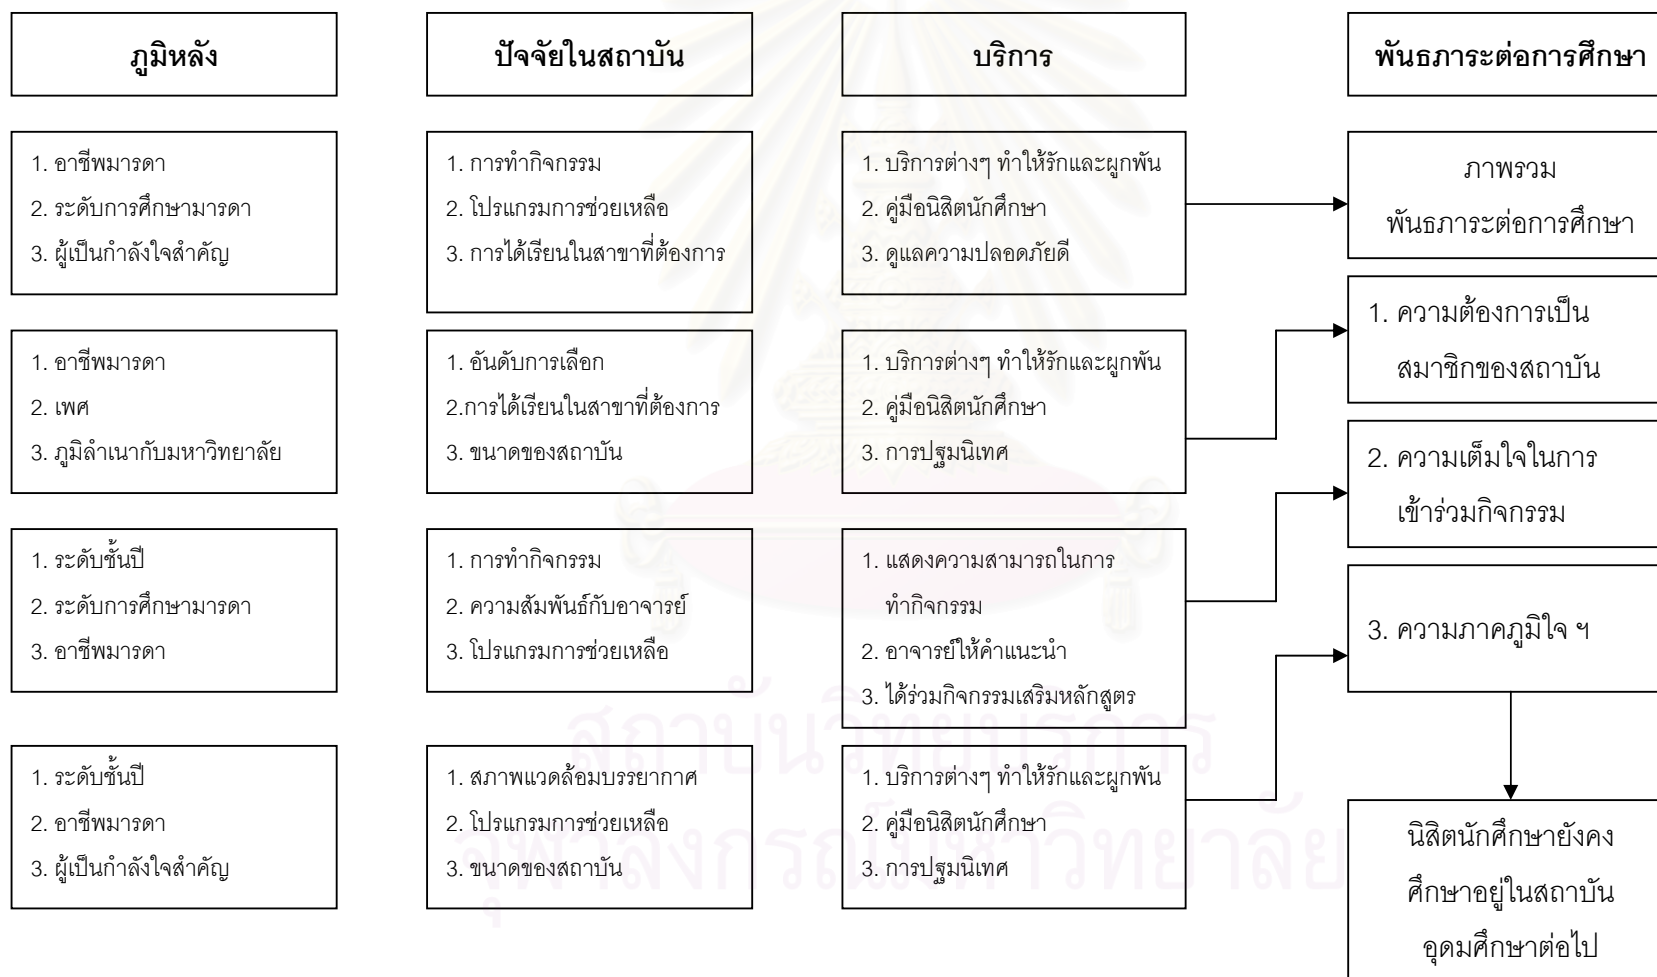 ภูมิหลัง
ปัจจัยในสถาบัน
บริการ
พันธภาระต่อการศึกษา
1. อาชีพมารดา
2. ระดับการศึกษามารดา
3. ผู้เป็นกำลังใจสำคัญ
1. การทำกิจกรรม
2. โปรแกรมการช่วยเหลือ
3. การได้เรียนในสาขาที่ต้องการ
1. บริการต่างๆ ทำให้รักและผูกพัน
2. คู่มือนิสิตนักศึกษา
3. ดูแลความปลอดภัยดี
ภาพรวม
พันธภาระต่อการศึกษา
1. อาชีพมารดา
2. เพศ
3. ภูมิลำเนากับมหาวิทยาลัย
1. อันดับการเลือก
2.การได้เรียนในสาขาที่ต้องการ
3. ขนาดของสถาบัน
1. บริการต่างๆ ทำให้รักและผูกพัน
2. คู่มือนิสิตนักศึกษา
3. การปฐมนิเทศ
1. ความต้องการเป็น
สมาชิกของสถาบัน
1. ระดับชั้นปี
2. ระดับการศึกษามารดา
3. อาชีพมารดา
1. การทำกิจกรรม
2. ความสัมพันธ์กับอาจารย์
3. โปรแกรมการช่วยเหลือ
1. แสดงความสามารถในการ
ทำกิจกรรม
2. อาจารย์ให้คำแนะนำ
3. ได้ร่วมกิจกรรมเสริมหลักสูตร
2. ความเต็มใจในการ
เข้าร่วมกิจกรรม
1. ระดับชั้นปี
2. อาชีพมารดา
3. ผู้เป็นกำลังใจสำคัญ
1. สภาพแวดล้อมบรรยากาศ
2. โปรแกรมการช่วยเหลือ
3. ขนาดของสถาบัน
1. บริการต่างๆ ทำให้รักและผูกพัน
2. คู่มือนิสิตนักศึกษา
3. การปฐมนิเทศ
3. ความภาคภูมิใจ ฯ
นิสิตนักศึกษายังคง
ศึกษาอยู่ในสถาบัน
อุดมศึกษาต่อไป
สถาบันวิทยบริการ
จุฬาลงกรณ์มหาวิทยาลัย